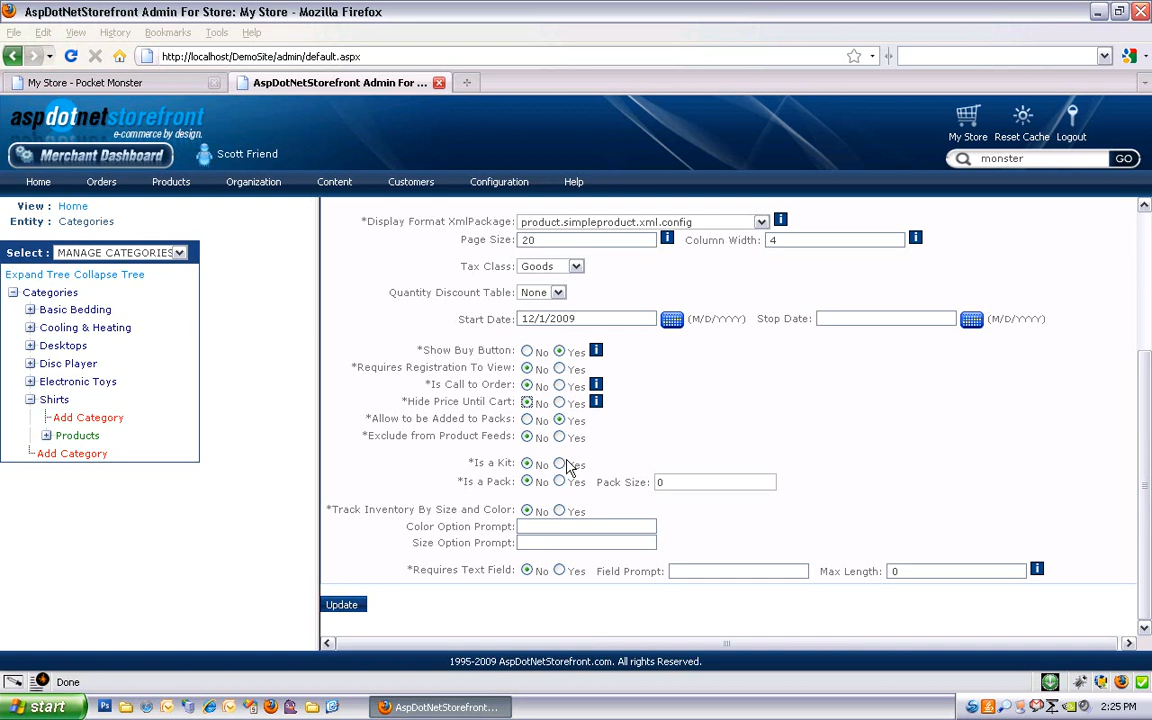 AspDotNetStorefront Admin For Store: My Store - Mozilla Firefox
File Edit View History Bookmarks Tools Help
http://localhost/DemoSite/admin/default.aspx
My Store - Pocket Monster
AspDotNetStorefront Admin For ...
aspdotnetstorefront
e-commerce by design.
My Store Reset Cache Logout
Merchant Dashboard Scott Friend
monster GO
Home Orders Products Organization Content Customers Configuration Help
View : Home
Entity : Categories
Select : MANAGE CATEGORIES
Expand Tree Collapse Tree
Categories
Basic Bedding
Cooling & Heating
Desktops
Disc Player
Electronic Toys
Shirts
Add Category
Products
Add Category
*Display Format XmlPackage: product.simpleproduct.xml.config
Page Size: 20 Column Width: 4
Tax Class: Goods
Quantity Discount Table: None
Start Date: 12/1/2009 (M/D/YYYY) Stop Date: (M/D/YYYY)
*Show Buy Button: No Yes
*Requires Registration To View: No Yes
*Is Call to Order: No Yes
*Hide Price Until Cart: No Yes
*Allow to be Added to Packs: No Yes
*Exclude from Product Feeds: No Yes
*Is a Kit: No Yes
*Is a Pack: No Yes Pack Size: 0
*Track Inventory By Size and Color: No Yes
Color Option Prompt:
Size Option Prompt:
*Requires Text Field: No Yes Field Prompt: Max Length: 0
Update
1995-2009 AspDotNetStorefront.com. All rights reserved.
Done
start AspDotNetStorefront... 2:25 PM